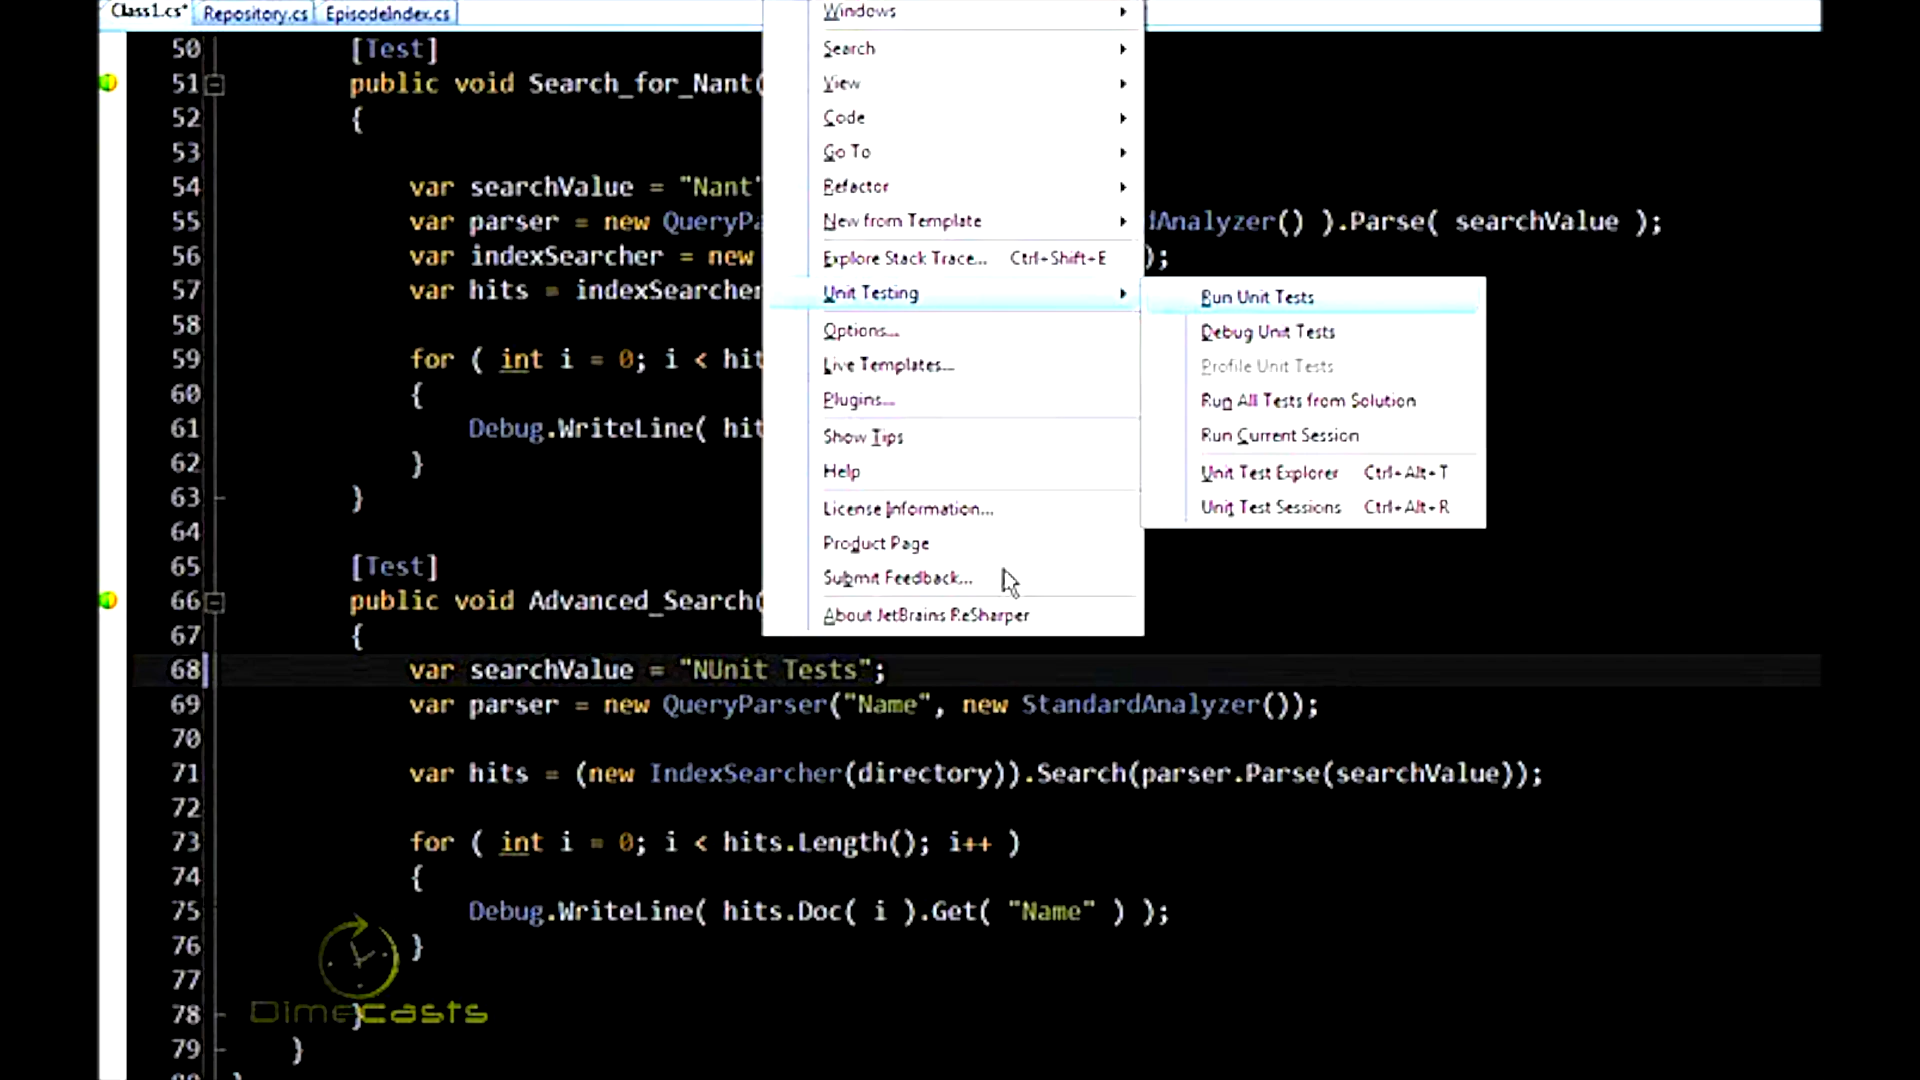 Class1.cs* Repository.cs EpisodeIndex.cs
Windows
Search
View
Code
Go To
Refactor
New from Template
Explore Stack Trace... Ctrl+Shift+E
Unit Testing
Options...
Live Templates...
Plugins...
Show Tips
Help
License Information...
Product Page
Submit Feedback...
About JetBrains ReSharper
Run Unit Tests
Debug Unit Tests
Profile Unit Tests
Run All Tests from Solution
Run Current Session
Unit Test Explorer Ctrl+Alt+T
Unit Test Sessions Ctrl+Alt+R
50 [Test]
51 public void Search_for_Nant(
52 {
53
54 var searchValue = "Nant"
55 var parser = new QueryPa dAnalyzer() ).Parse( searchValue );
56 var indexSearcher = new );
57 var hits = indexSearcher
58
59 for ( int i = 0; i < hit
60 {
61 Debug.WriteLine( hit
62 }
63 }
64
65 [Test]
66 public void Advanced_Search(
67 {
68 var searchValue = "NUnit Tests";
69 var parser = new QueryParser("Name", new StandardAnalyzer());
70
71 var hits = (new IndexSearcher(directory)).Search(parser.Parse(searchValue));
72
73 for ( int i = 0; i < hits.Length(); i++ )
74 {
75 Debug.WriteLine( hits.Doc( i ).Get( "Name" ) );
76 }
77
78 }
79 }
Dimecasts